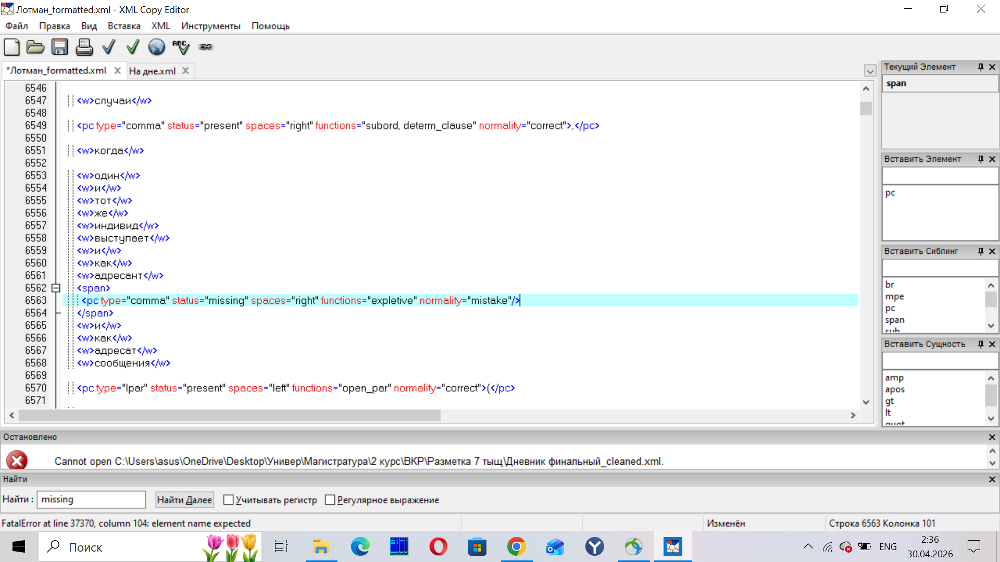 Лотман_formatted.xml - XML Copy Editor
Файл Правка Вид Вставка XML Инструменты Помощь
ABC
*Лотман_formatted.xml
На дне.xml
6546
6547 <w>случаи</w>
6548
6549 <pc type="comma" status="present" spaces="right" functions="subord, determ_clause" normality="correct">,</pc>
6550
6551 <w>когда</w>
6552
6553 <w>один</w>
6554 <w>и</w>
6555 <w>тот</w>
6556 <w>же</w>
6557 <w>индивид</w>
6558 <w>выступает</w>
6559 <w>и</w>
6560 <w>как</w>
6561 <w>адресант</w>
6562 <span>
6563 <pc type="comma" status="missing" spaces="right" functions="expletive" normality="mistake"/>
6564 </span>
6565 <w>и</w>
6566 <w>как</w>
6567 <w>адресат</w>
6568 <w>сообщения</w>
6569
6570 <pc type="lpar" status="present" spaces="left" functions="open_par" normality="correct">(</pc>
6571
Текущий Элемент
span
Вставить Элемент
pc
Вставить Сиблинг
br
mpe
pc
span
sub
Вставить Сущность
amp
apos
gt
lt
quot
Остановлено
Cannot open C:\Users\asus\OneDrive\Desktop\Универ\Магистратура\2 курс\ВКР\Разметка 7 тыщ\Дневник финальный_cleaned.xml.
Найти
Найти : missing Найти Далее Учитывать регистр Регулярное выражение
FatalError at line 37370, column 104: element name expected
Изменён
Строка 6563 Колонка 101
Поиск
ENG
2:36
30.04.2026